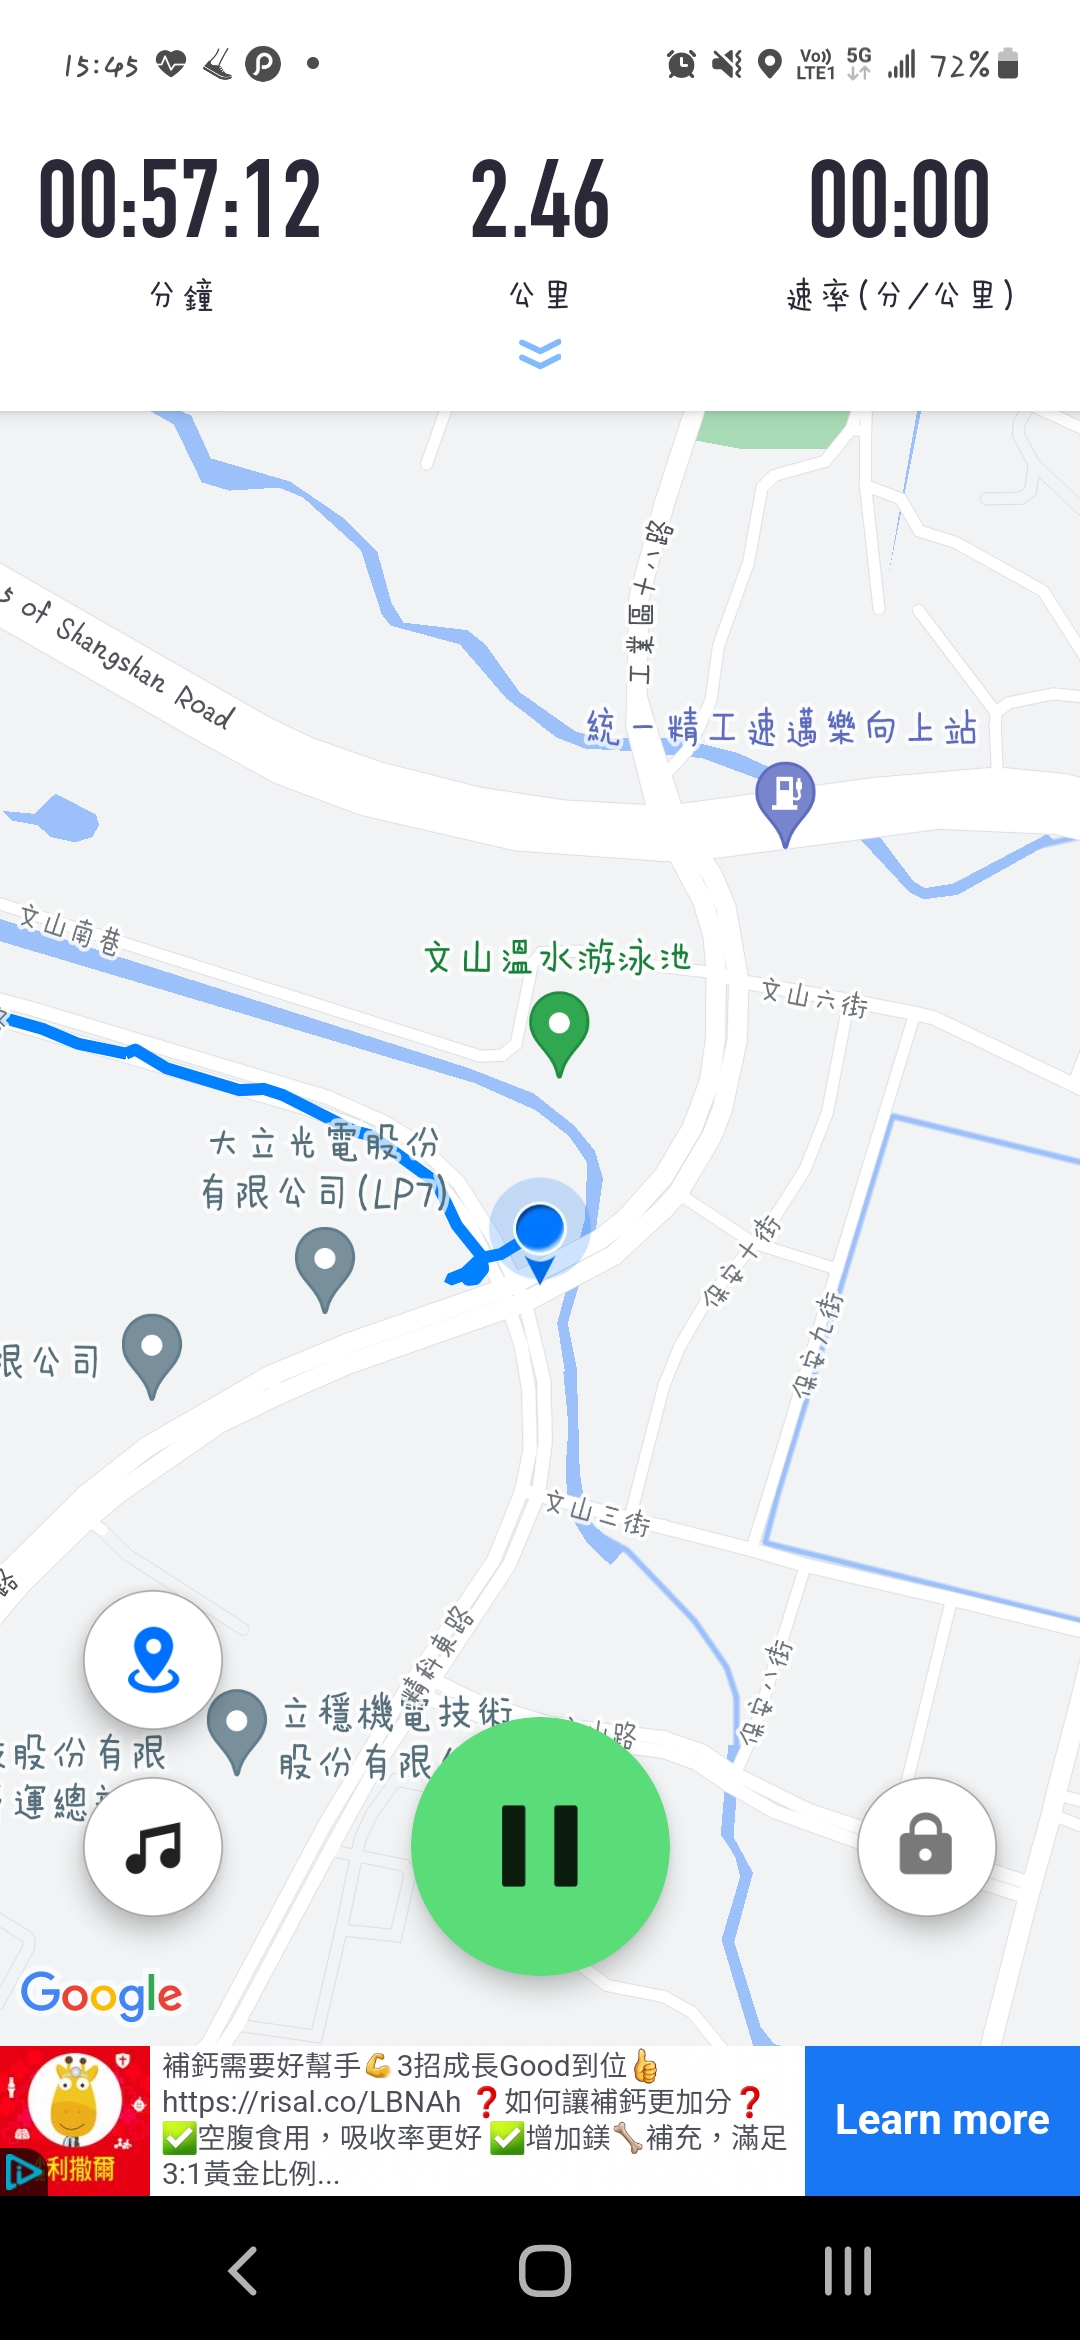 15:45
Vo)) LTE1 5G 72%
00:57:12
分鐘
2.46
公里
00:00
速率(分/公里)
工業區十八路
s of Shangshan Road
統一精工速邁樂向上站
文山南巷
文山溫水游泳池
文山六街
大立光電股份
有限公司(LP7)
保安十街
保安九街
限公司
文山三街
路
精科東路
保安八街
立穩機電技術
股份有限
山路
股份有限
運總
Google
補鈣需要好幫手💪3招成長Good到位👍
https://risal.co/LBNAh ❓如何讓補鈣更加分❓
✅空腹食用，吸收率更好 ✅增加鎂🦴補充，滿足
3:1黃金比例...
利撒爾
Learn more